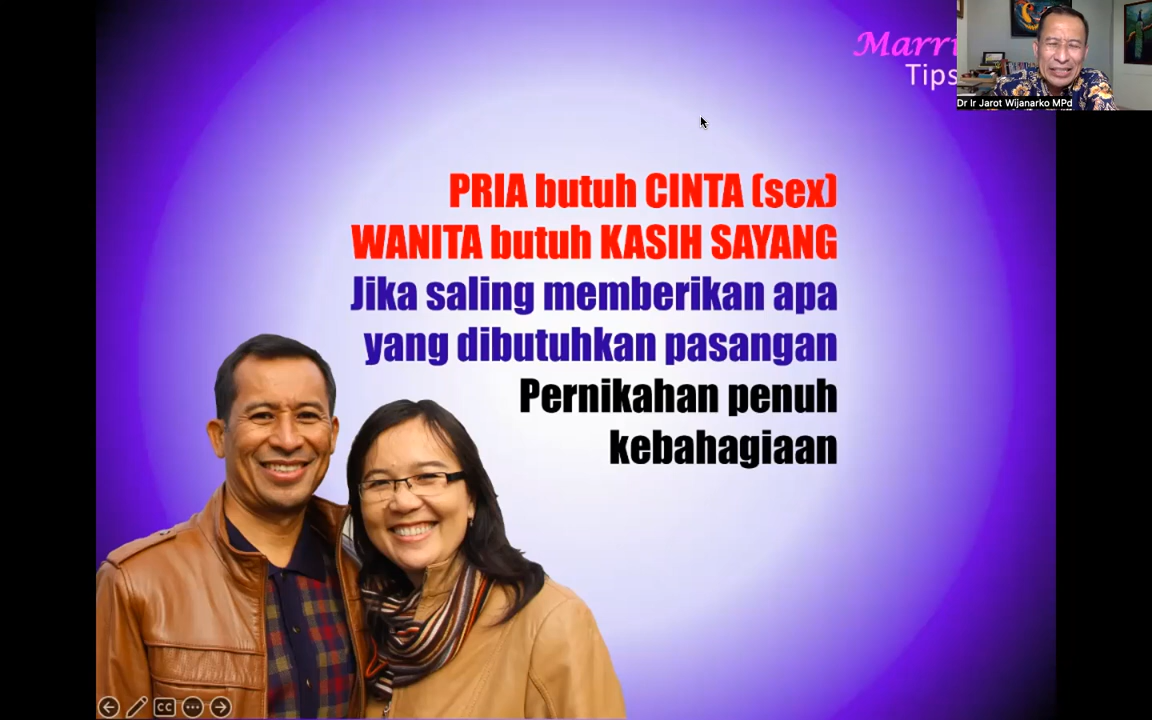 Tips
Dr Ir Jarot Wijanarko MPd
PRIA butuh CINTA (sex)
WANITA butuh KASIH SAYANG
Jika saling memberikan apa
yang dibutuhkan pasangan
Pernikahan penuh
kebahagiaan
CC